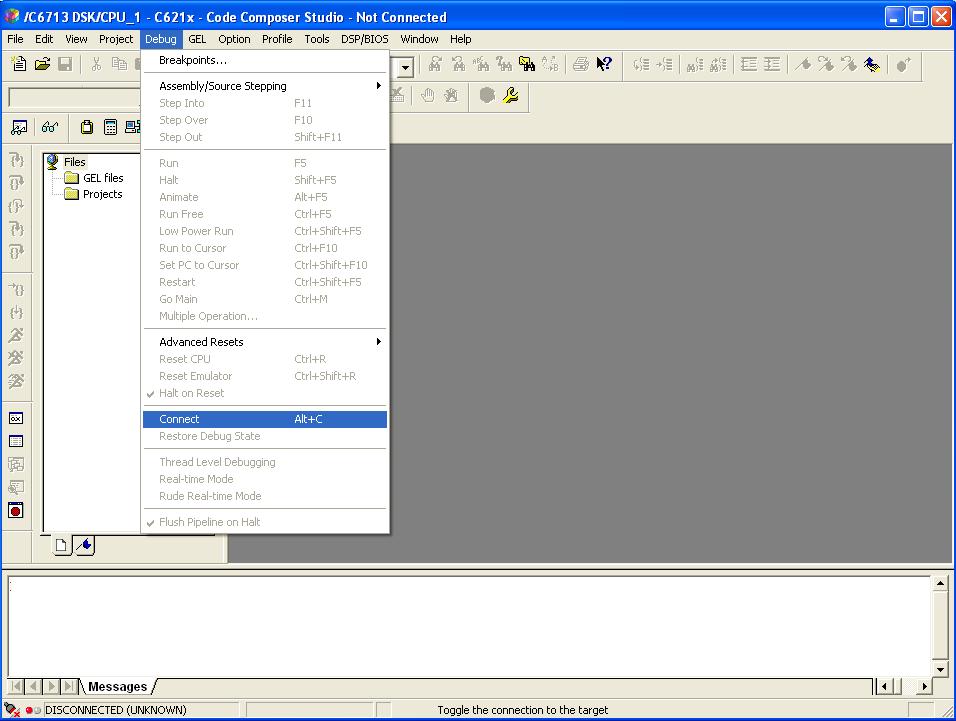 /C6713 DSK/CPU_1 - C621x - Code Composer Studio - Not Connected
File Edit View Project Debug GEL Option Profile Tools DSP/BIOS Window Help
Breakpoints...
Assembly/Source Stepping
Step Into F11
Step Over F10
Step Out Shift+F11
Run F5
Halt Shift+F5
Animate Alt+F5
Run Free Ctrl+F5
Low Power Run Ctrl+Shift+F5
Run to Cursor Ctrl+F10
Set PC to Cursor Ctrl+Shift+F10
Restart Ctrl+Shift+F5
Go Main Ctrl+M
Multiple Operation...
Advanced Resets
Reset CPU Ctrl+R
Reset Emulator Ctrl+Shift+R
Halt on Reset
Connect Alt+C
Restore Debug State
Thread Level Debugging
Real-time Mode
Rude Real-time Mode
Flush Pipeline on Halt
Files
GEL files
Projects
Messages
DISCONNECTED (UNKNOWN) Toggle the connection to the target